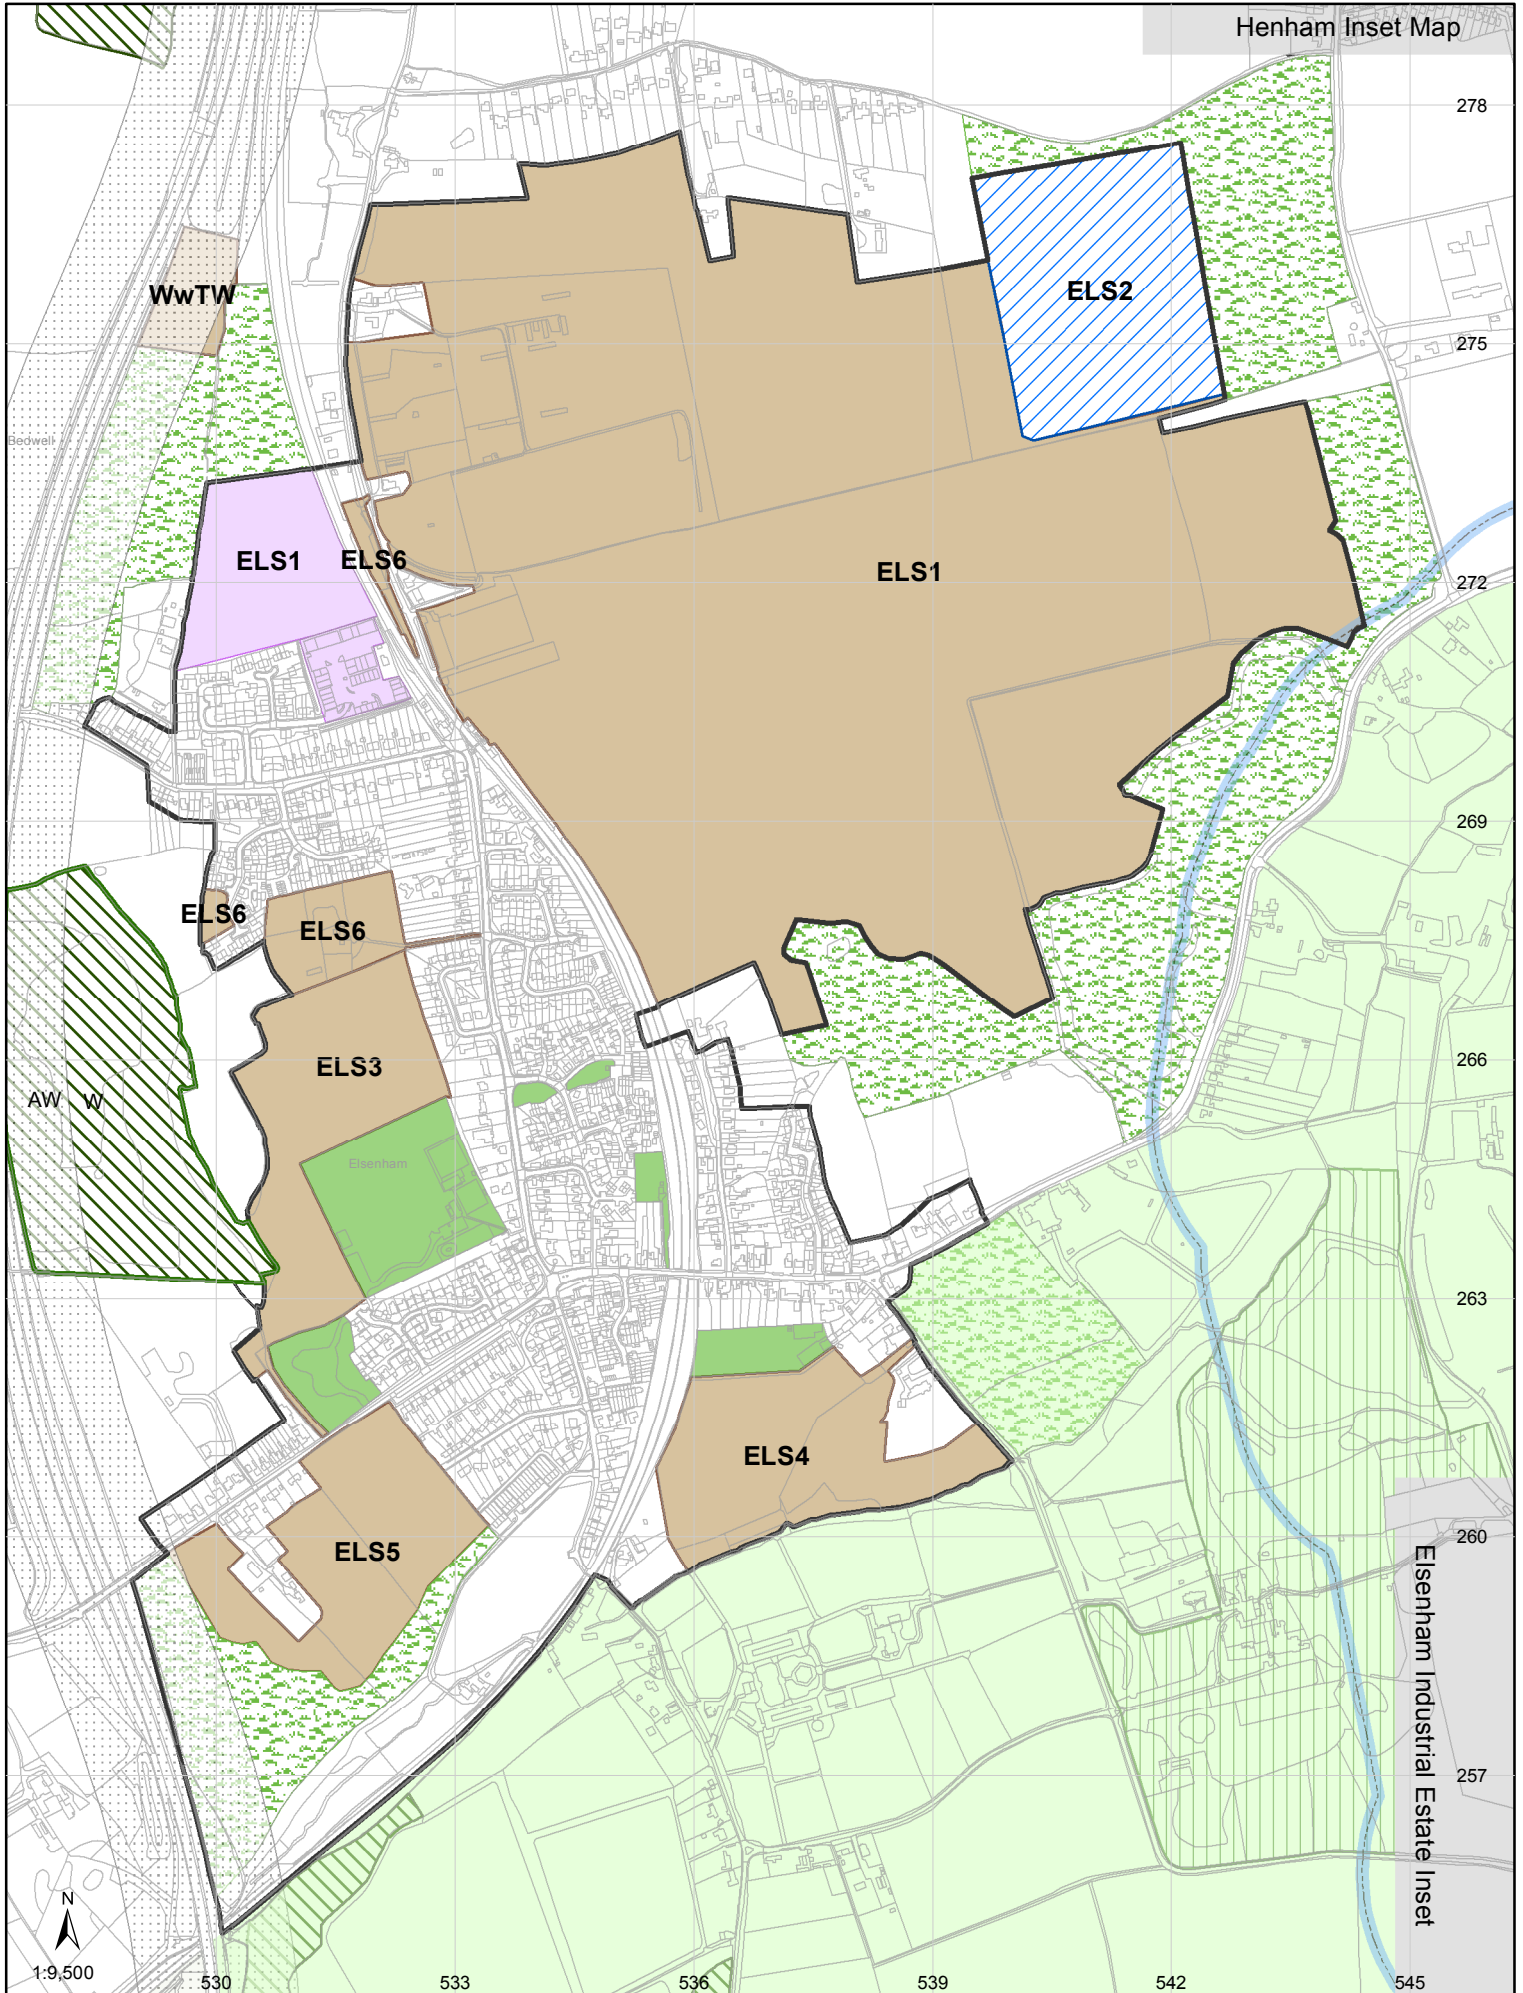 Henham Inset Map
278
WwTW
ELS2
275
Bedwell
ELS1
ELS6
ELS1
272
269
ELS6
ELS6
ELS3
266
AW
W
Elsenham
263
ELS4
260
ELS5
Elsenham Industrial Estate Inset
257
N
1:9,500
530
533
536
539
542
545